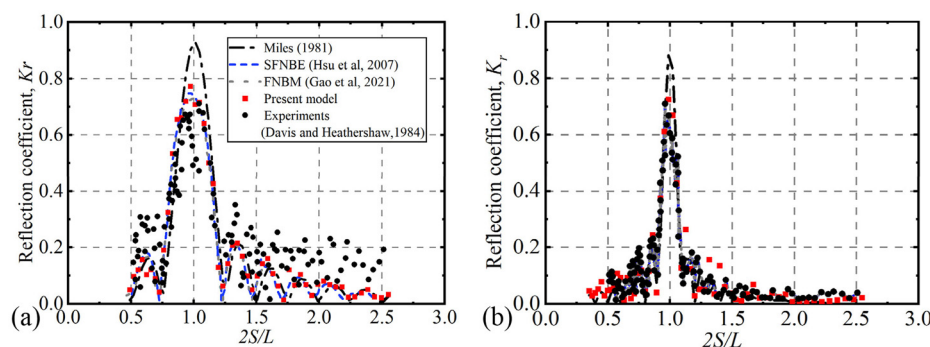 Reflection coefficient, Kr
1.0
0.8
0.6
0.4
0.2
0.0
Miles (1981)
SFNBE (Hsu et al, 2007)
FNBM (Gao et al, 2021)
Present model
Experiments
(Davis and Heathershaw,1984)
0.0 0.5 1.0 1.5 2.0 2.5 3.0
(a)
2S/L
Reflection coefficient, Kr
1.0
0.8
0.6
0.4
0.2
0.0
0.0 0.5 1.0 1.5 2.0 2.5 3.0
(b)
2S/L